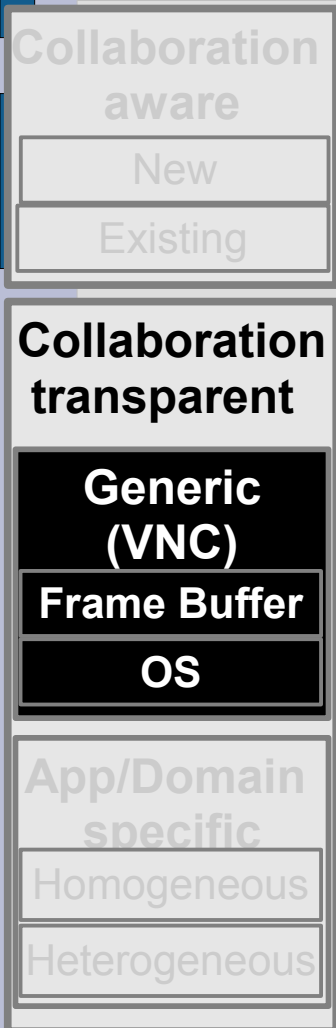 Collaboration
aware
New
Existing
Collaboration
transparent
Generic
(VNC)
Frame Buffer
OS
App/Domain
specific
Homogeneous
Heterogeneous